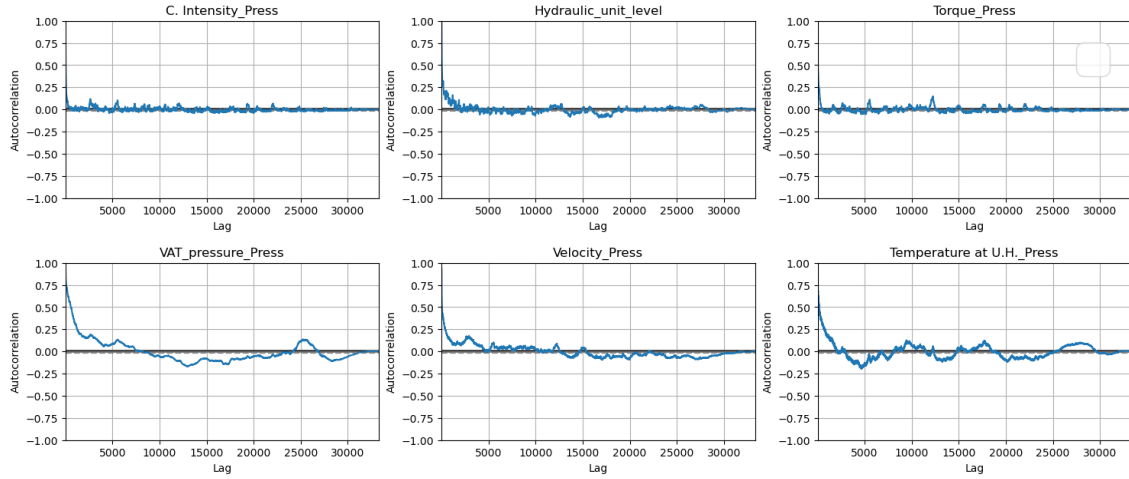 C. Intensity_Press
Hydraulic_unit_level
Torque_Press
Autocorrelation
1.00
0.75
0.50
0.25
0.00
−0.25
−0.50
−0.75
−1.00
5000 10000 15000 20000 25000 30000
Lag
Autocorrelation
1.00
0.75
0.50
0.25
0.00
−0.25
−0.50
−0.75
−1.00
5000 10000 15000 20000 25000 30000
Lag
Autocorrelation
1.00
0.75
0.50
0.25
0.00
−0.25
−0.50
−0.75
−1.00
5000 10000 15000 20000 25000 30000
Lag
VAT_pressure_Press
Velocity_Press
Temperature at U.H._Press
Autocorrelation
1.00
0.75
0.50
0.25
0.00
−0.25
−0.50
−0.75
−1.00
5000 10000 15000 20000 25000 30000
Lag
Autocorrelation
1.00
0.75
0.50
0.25
0.00
−0.25
−0.50
−0.75
−1.00
5000 10000 15000 20000 25000 30000
Lag
Autocorrelation
1.00
0.75
0.50
0.25
0.00
−0.25
−0.50
−0.75
−1.00
5000 10000 15000 20000 25000 30000
Lag